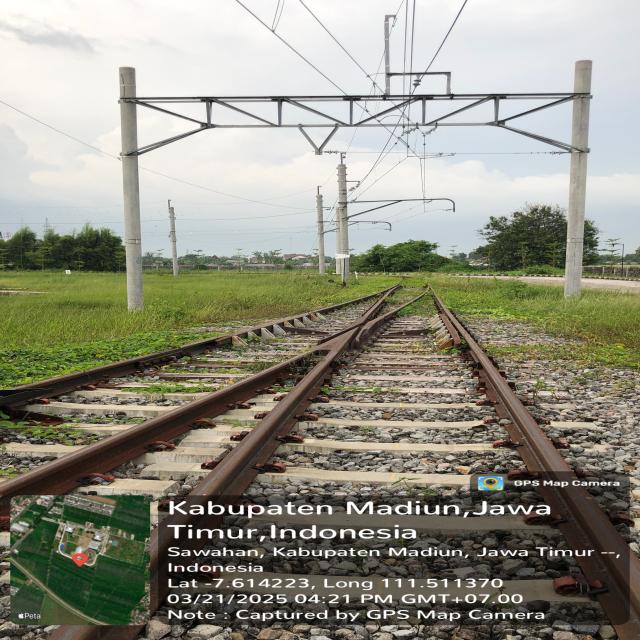 GPS Map Camera
Kabupaten Madiun,Jawa
Timur,Indonesia
Sawahan, Kabupaten Madiun, Jawa Timur --,
Indonesia
Lat -7.614223, Long 111.511370
03/21/2025 04:21 PM GMT+07.00
Note : Captured by GPS Map Camera
Peta